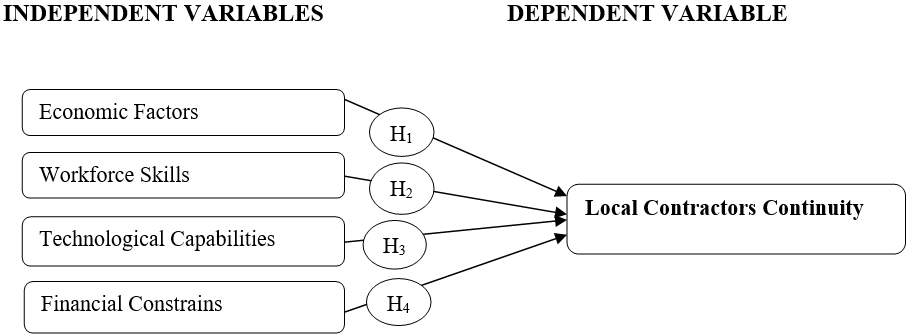 INDEPENDENT VARIABLES
DEPENDENT VARIABLE
Economic Factors
H₁
Workforce Skills
H₂
Local Contractors Continuity
Technological Capabilities
H₃
Financial Constrains
H₄